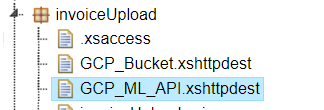 invoiceUpload
.xsaccess
GCP_Bucket.xshttpdest
GCP_ML_API.xshttpdest